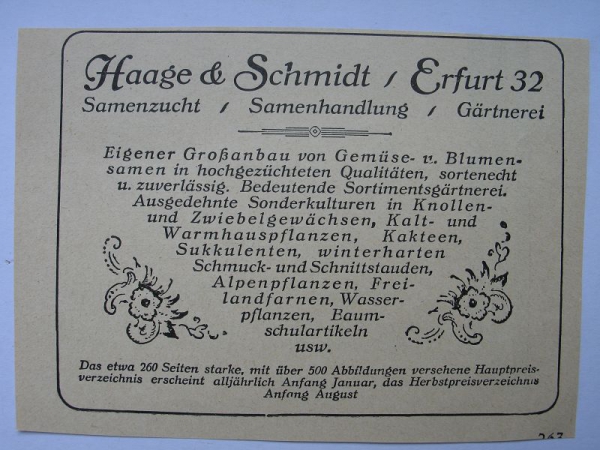 Haage & Schmidt / Erfurt 32
Samenzucht / Samenhandlung / Gärtnerei
Eigener Großanbau von Gemüse- v. Blumen-
samen in hochgezüchteten Qualitäten, sortenecht
u. zuverlässig. Bedeutende Sortimentsgärtnerei.
Ausgedehnte Sonderkulturen in Knollen-
und Zwiebelgewächsen, Kalt- und
Warmhauspflanzen, Kakteen,
Sukkulenten, winterharten
Schmuck- und Schnittstauden,
Alpenpflanzen, Frei-
landfarnen, Wasser-
pflanzen, Baum-
schulartikeln
usw.
Das etwa 260 Seiten starke, mit über 500 Abbildungen versehene Hauptpreis-
verzeichnis erscheint alljährlich Anfang Januar, das Herbstpreisverzeichnis
Anfang August